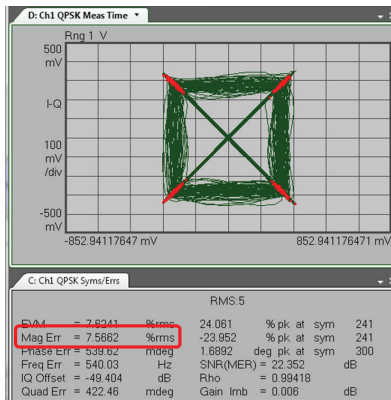 D: Ch1 QPSK Meas Time
Rng 1 V
500
mV
I-Q
100
mV
/div
-500
mV
-852.94117647 mV 852.941176471 mV
C: Ch1 QPSK Syms/Errs
RMS:5
EVM = 7.6241 %rms 24.061 %pk at sym 241
Mag Err = 7.5662 %rms -23.952 %pk at sym 241
Phase Err = 539.62 mdeg 1.6892 deg pk at sym 300
Freq Err = 540.03 Hz SNR(MER) = 22.352 dB
IQ Offset = -49.404 dB Rho = 0.99418
Quad Err = 422.46 mdeg Gain Imb = 0.006 dB